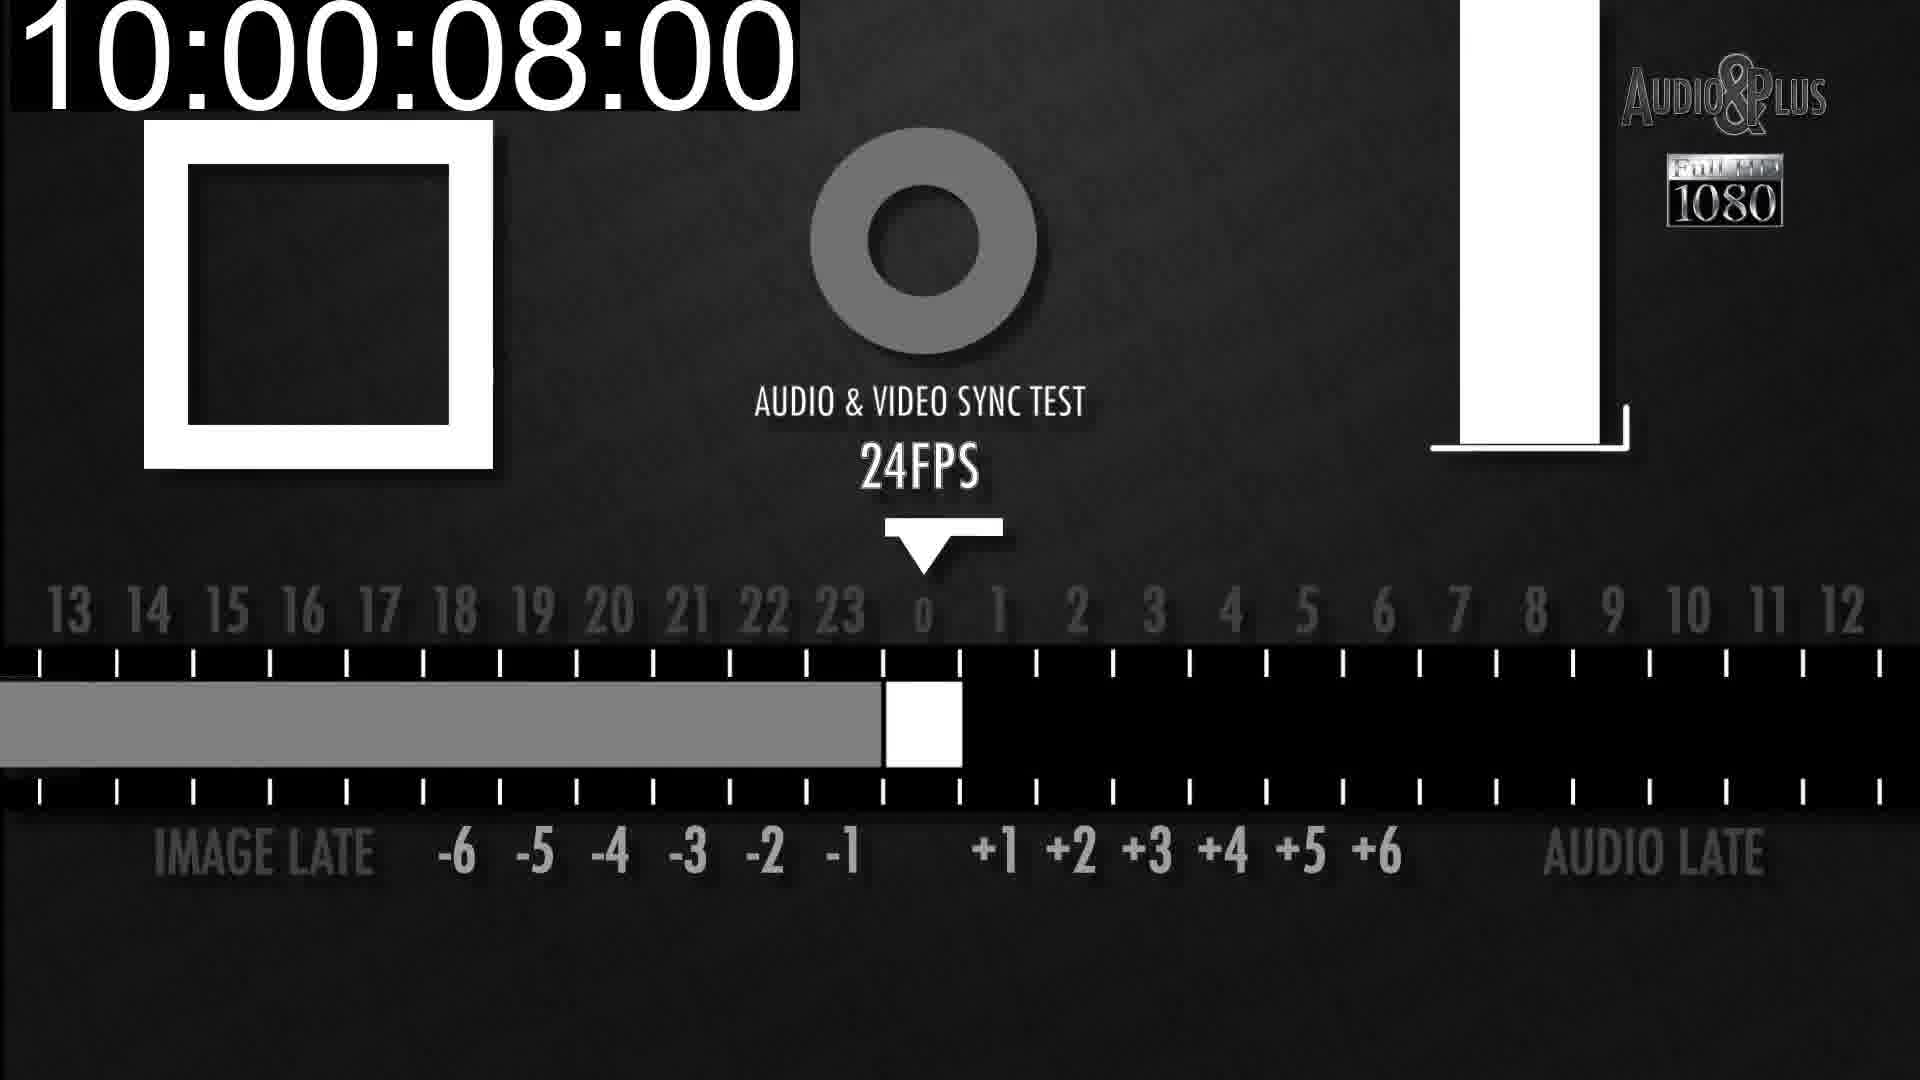 10:00:08:00
AUDIO & PLUS
Full HD
1080
AUDIO & VIDEO SYNC TEST
24FPS
13 14 15 16 17 18 19 20 21 22 23 0 1 2 3 4 5 6 7 8 9 10 11 12
IMAGE LATE -6 -5 -4 -3 -2 -1 +1 +2 +3 +4 +5 +6 AUDIO LATE